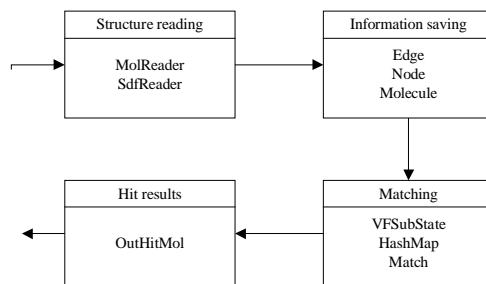 Structure reading
MolReader
SdfReader
Information saving
Edge
Node
Molecule
Hit results
OutHitMol
Matching
VFSubState
HashMap
Match